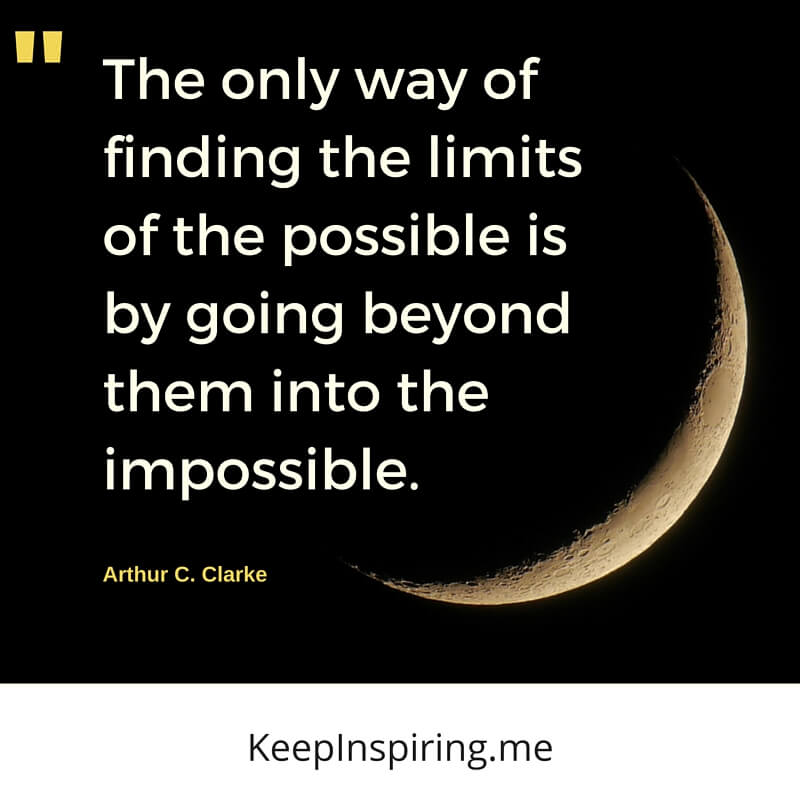 "
The only way of
finding the limits
of the possible is
by going beyond
them into the
impossible.
Arthur C. Clarke
KeepInspiring.me